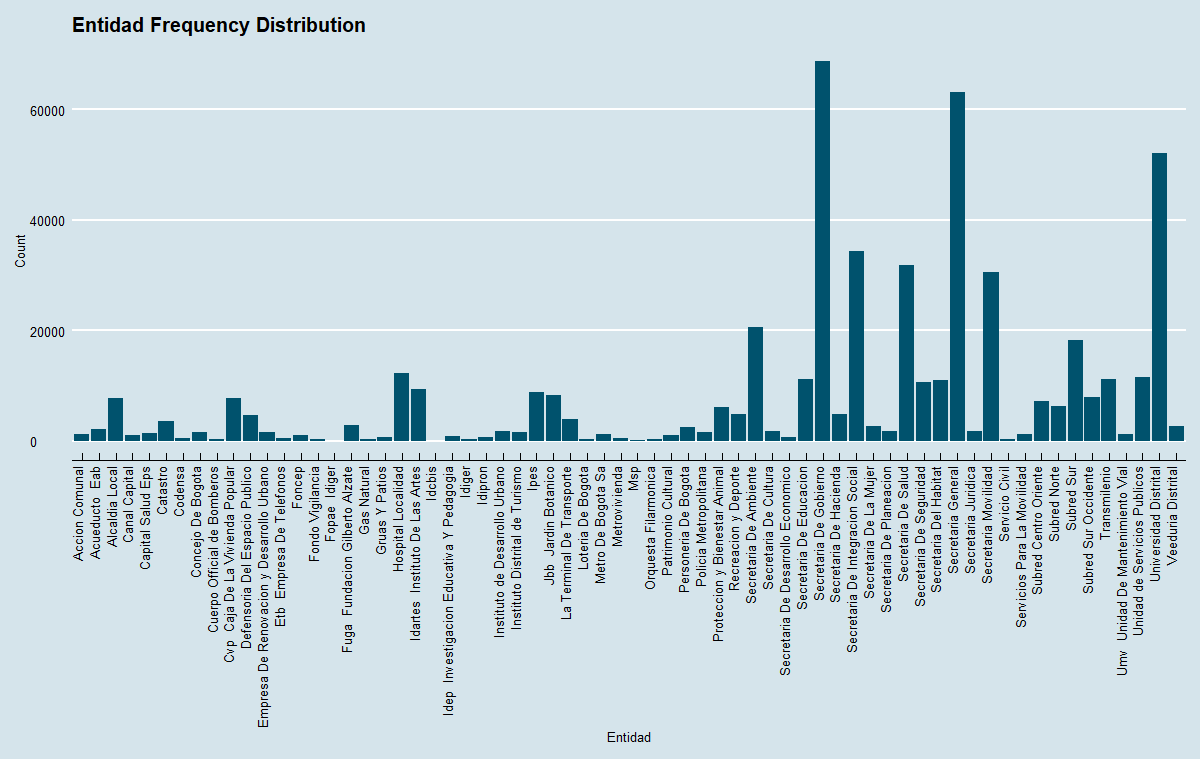 Entidad Frequency Distribution
60000
40000
20000
0
Count
Accion Comunal
Acueducto  Eab
Alcaldia Local
Canal Capital
Capital Salud Eps
Catastro
Codensa
Concejo De Bogota
Cuerpo Official de Bomberos
Cvp  Caja De La Vivienda Popular
Defensoria Del Espacio Publico
Empresa De Renovacion y Desarrollo Urbano
Etb  Empresa De Telefonos
Foncep
Fondo Vigilancia
Fopae  Idiger
Fuga  Fundacion Gilberto Alzate
Gas Natural
Gruas Y Patios
Hospital Localidad
Idartes  Instituto De Las Artes
Idcbis
Idep  Investigacion Educativa Y Pedagogia
Idiger
Idipron
Instituto de Desarrollo Urbano
Instituto Distrital de Turismo
Ipes
Jbb  Jardin Botanico
La Terminal De Transporte
Loteria De Bogota
Metro De Bogota Sa
Metrovivienda
Msp
Orquesta Filarmonica
Patrimonio Cultural
Personeria De Bogota
Policia Metropolitana
Proteccion y Bienestar Animal
Recreacion y Deporte
Secretaria De Ambiente
Secretaria De Cultura
Secretaria De Desarrollo Economico
Secretaria De Educacion
Secretaria De Gobierno
Secretaria De Hacienda
Secretaria De Integracion Social
Secretaria De La Mujer
Secretaria De Planeacion
Secretaria De Salud
Secretaria De Seguridad
Secretaria Del Habitat
Secretaria General
Secretaria Juridica
Secretaria Movilidad
Servicio Civil
Servicios Para La Movilidad
Subred Centro Oriente
Subred Norte
Subred Sur
Subred Sur Occidente
Transmilenio
Umv  Unidad De Mantenimiento Vial
Unidad de Servicios Publicos
Universidad Distrital
Veeduria Distrital
Entidad